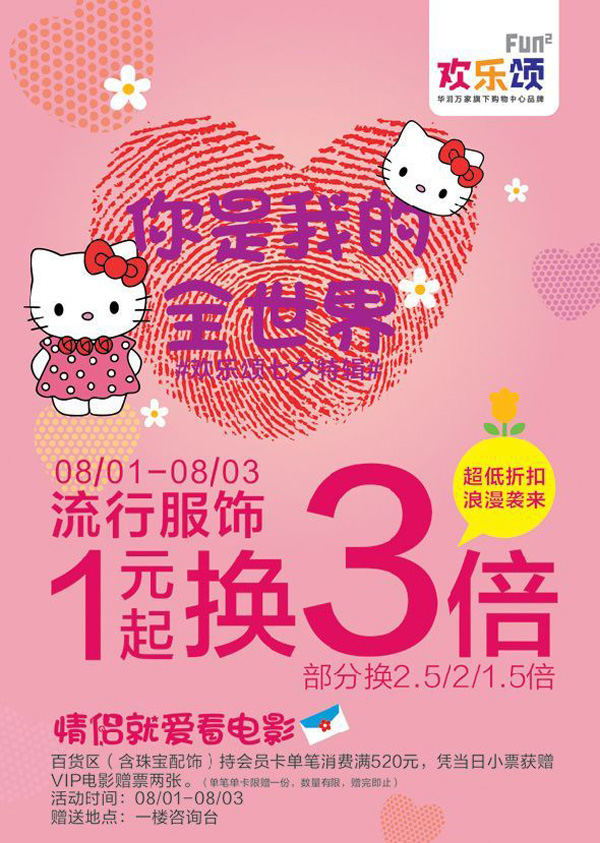 Fun²
欢乐颂
华润万家旗下购物中心品牌
你是我的
全世界
#欢乐颂七夕特辑#
08/01-08/03
流行服饰
1元起换3倍
超低折扣
浪漫袭来
部分换2.5/2/1.5倍
情侣就爱看电影
百货区（含珠宝配饰）持会员卡单笔消费满520元，凭当日小票获赠
VIP电影赠票两张。（单笔单卡限赠一份，数量有限，赠完即止）
活动时间：08/01-08/03
赠送地点：一楼咨询台